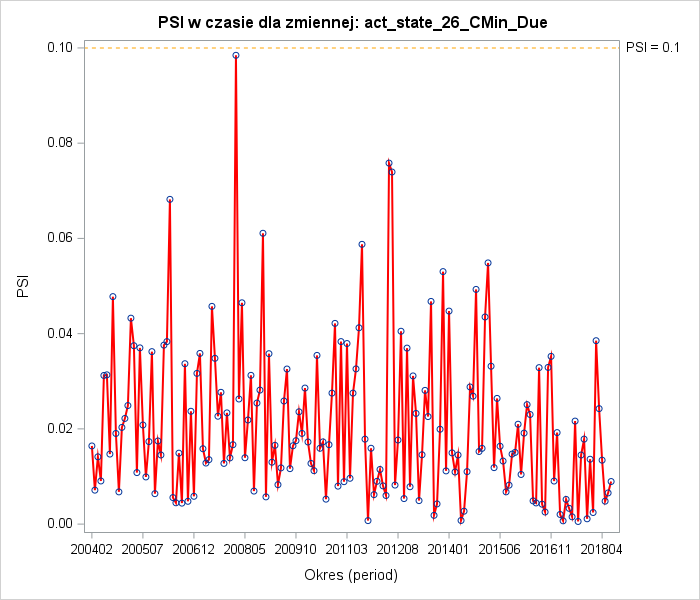 PSI w czasie dla zmiennej: act_state_26_CMin_Due
0.10
PSI = 0.1
0.08
0.06
0.04
0.02
0.00
PSI
200402 200507 200612 200805 200910 201103 201208 201401 201506 201611 201804
Okres (period)